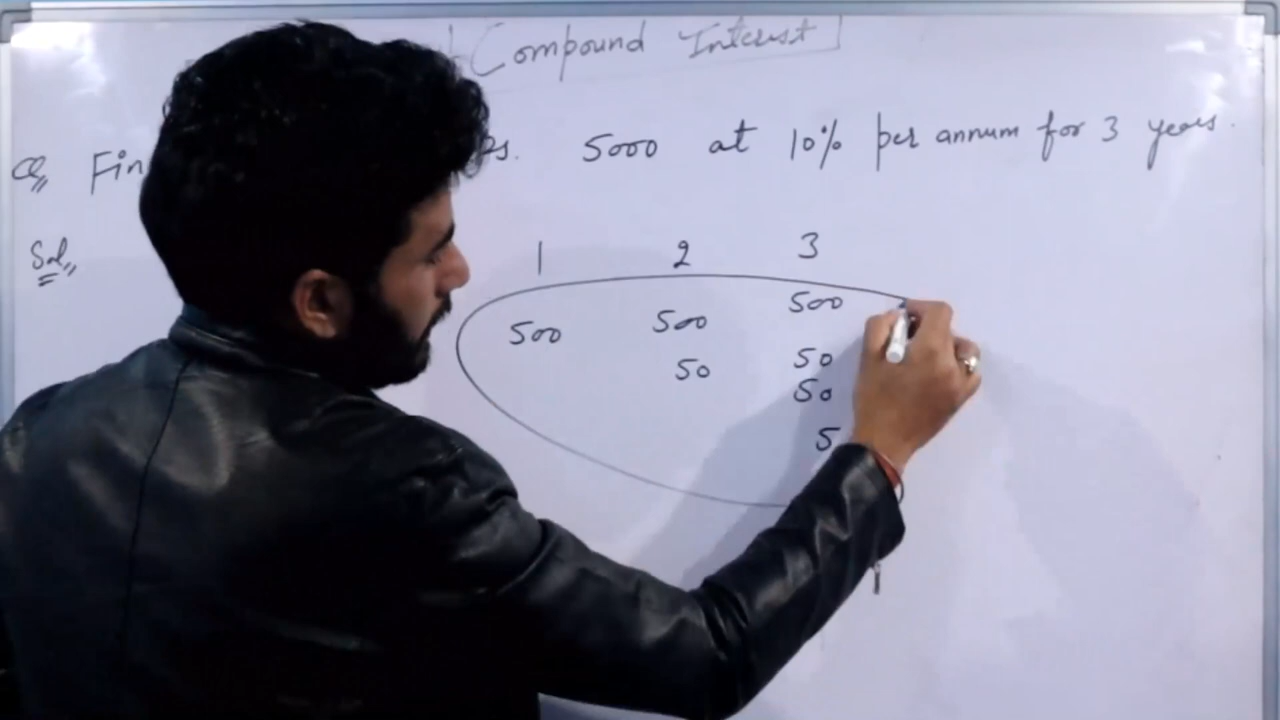 Compound Interest
Q,, Fin Rs. 5000 at 10% per annum for 3 years.
Sol,, 1 2 3
500 500 500
50 50
50
5